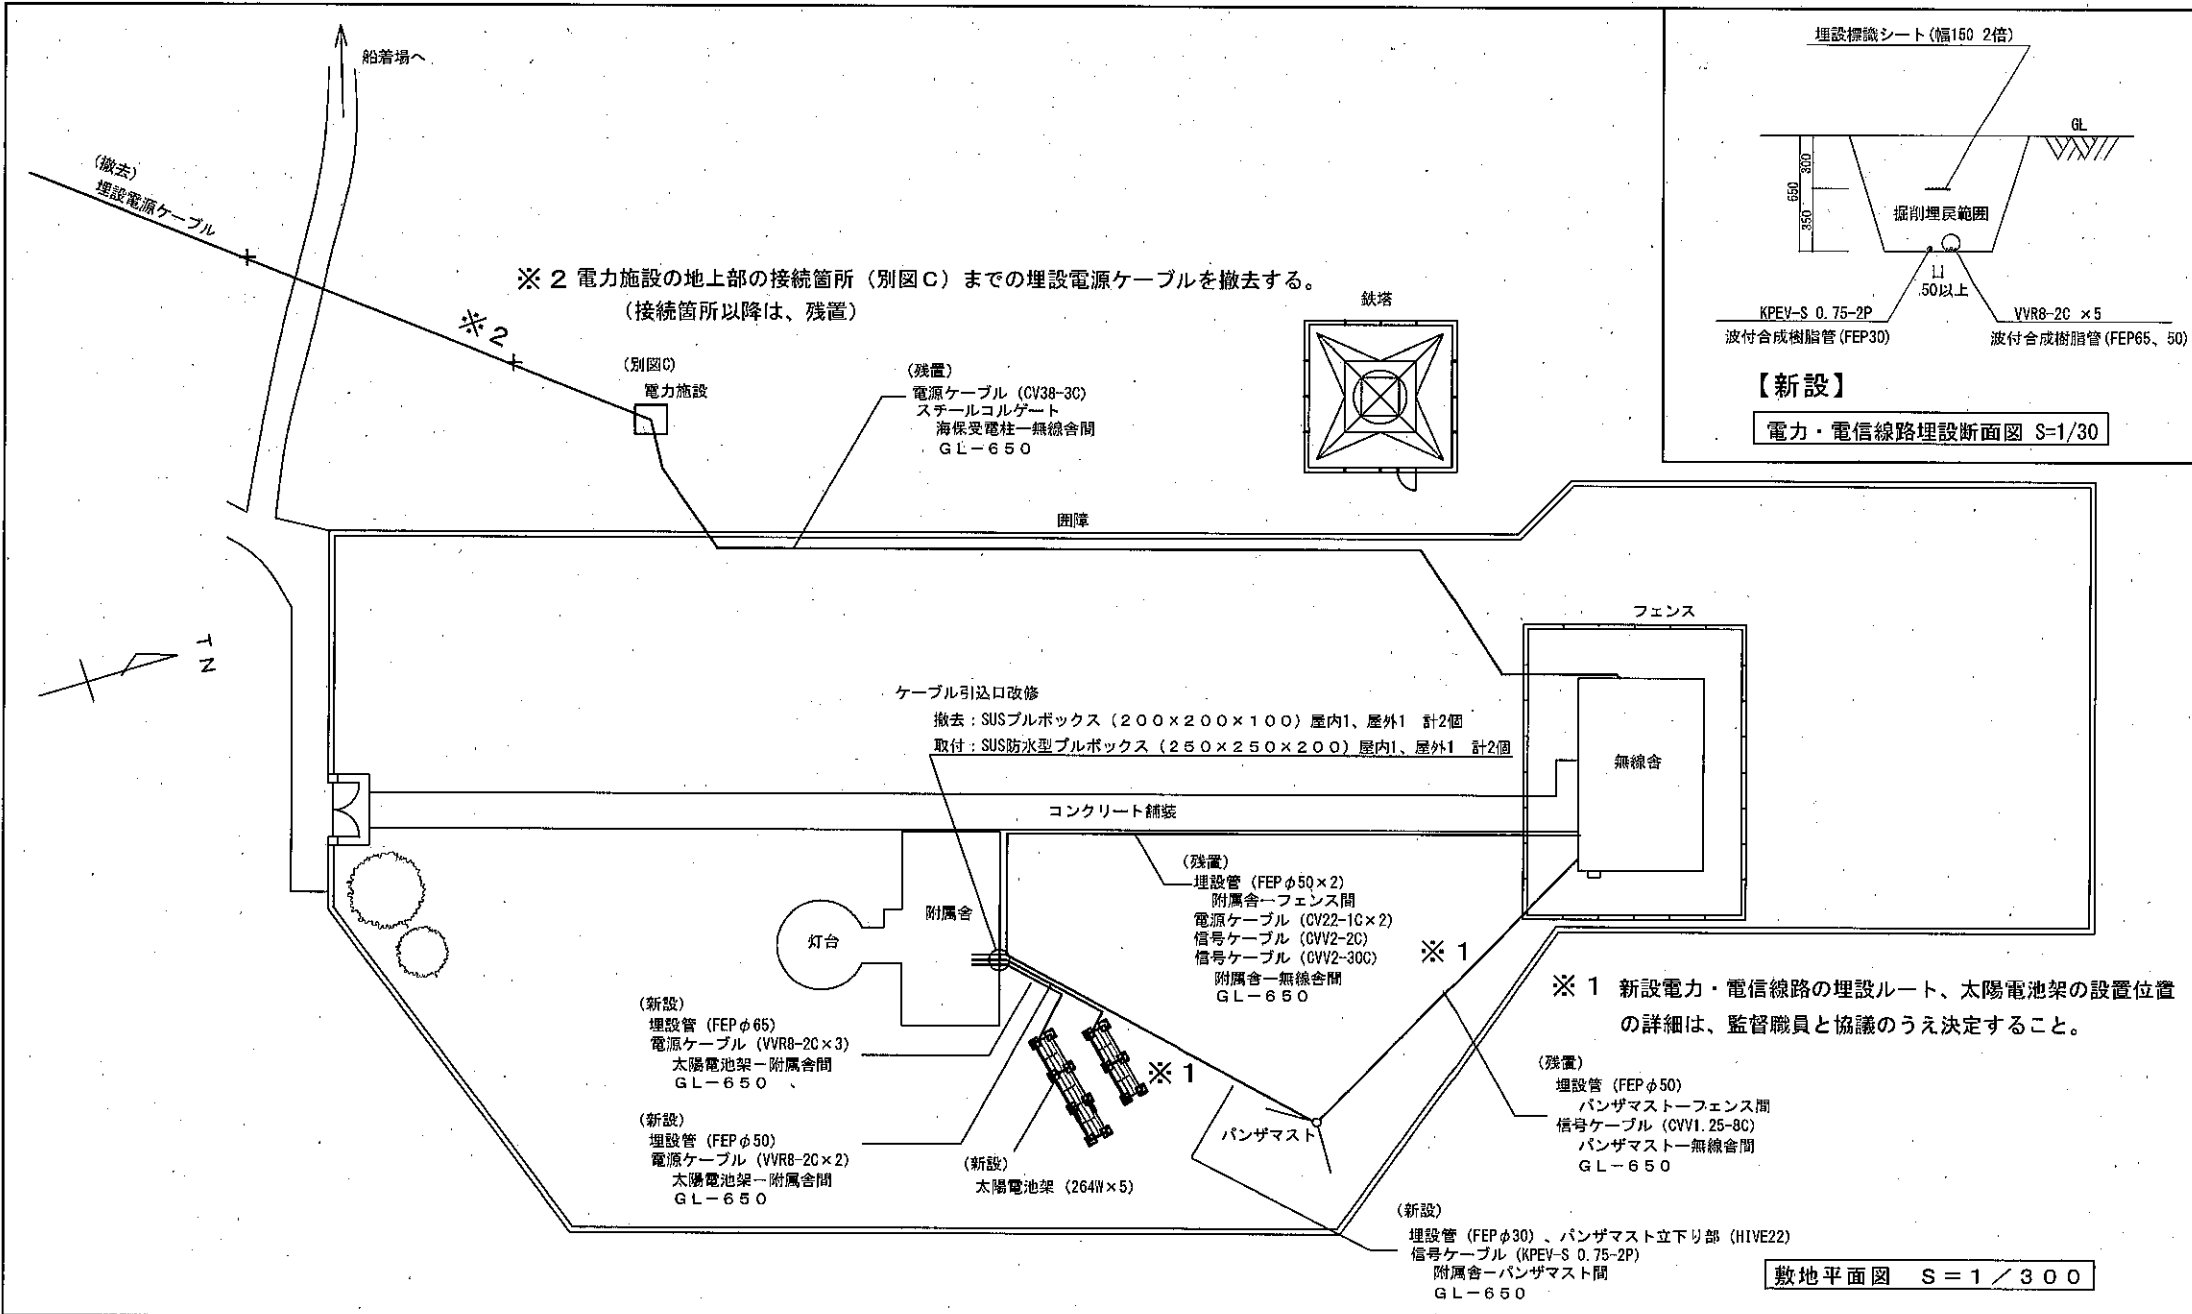 船着場へ
(撤去)
埋設電源ケーブル
※2 電力施設の地上部の接続箇所（別図C）までの埋設電源ケーブルを撤去する。
（接続箇所以降は、残置）
※2
(別図C)
電力施設
(残置)
電源ケーブル (CV38-3C)
スチールコルゲート
海保受電柱－無線舎間
GL－650
鉄塔
囲障
フェンス
無線舎
TN
ケーブル引込口改修
撤去：SUSプルボックス（200×200×100）屋内1、屋外1 計2個
取付：SUS防水型プルボックス（250×250×200）屋内1、屋外1 計2個
コンクリート舗装
附属舎
灯台
(残置)
埋設管 (FEPφ50×2)
附属舎－フェンス間
電源ケーブル (CV22-1C×2)
信号ケーブル (CVV2-2C)
信号ケーブル (CVV2-30C)
附属舎－無線舎間
GL－650
※1
※1 新設電力・電信線路の埋設ルート、太陽電池架の設置位置
の詳細は、監督職員と協議のうえ決定すること。
(新設)
埋設管 (FEPφ65)
電源ケーブル (VVR8-2C×3)
太陽電池架－附属舎間
GL－650
(新設)
埋設管 (FEPφ50)
電源ケーブル (VVR8-2C×2)
太陽電池架－附属舎間
GL－650
※1
(新設)
太陽電池架 (264W×5)
パンザマスト
(残置)
埋設管 (FEPφ50)
パンザマスト－フェンス間
信号ケーブル (CVV1.25-8C)
パンザマスト－無線舎間
GL－650
(新設)
埋設管 (FEPφ30) 、パンザマスト立下り部 (HIVE22)
信号ケーブル (KPEV-S 0.75-2P)
附属舎－パンザマスト間
GL－650
敷地平面図 S＝1／300
埋設標識シート(幅150 2倍)
GL
650
300
350
掘削埋戻範囲
50以上
KPEV-S 0.75-2P
波付合成樹脂管(FEP30)
VVR8-2C ×5
波付合成樹脂管(FEP65、50)
【新設】
電力・電信線路埋設断面図 S=1/30